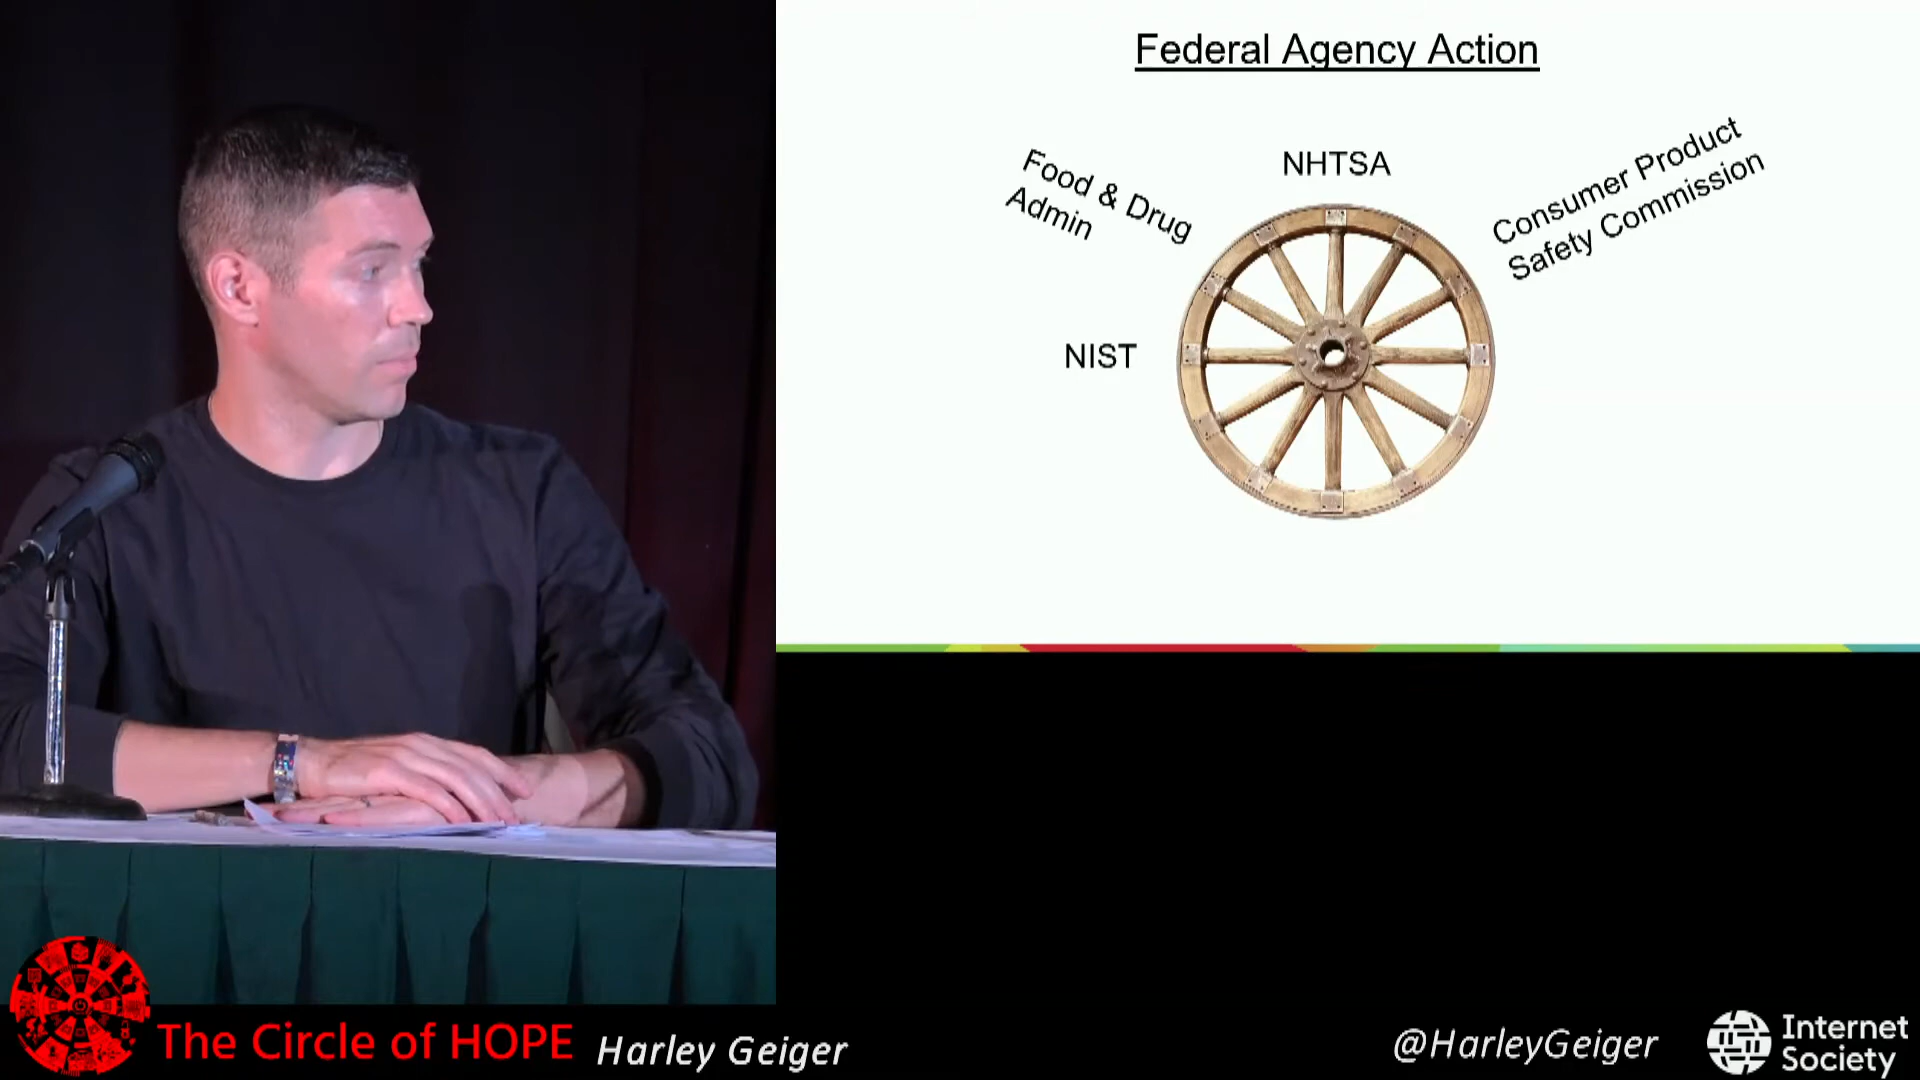 Federal Agency Action
Food & Drug
Admin
NHTSA
Consumer Product
Safety Commission
NIST
The Circle of HOPE
Harley Geiger
@HarleyGeiger
Internet
Society